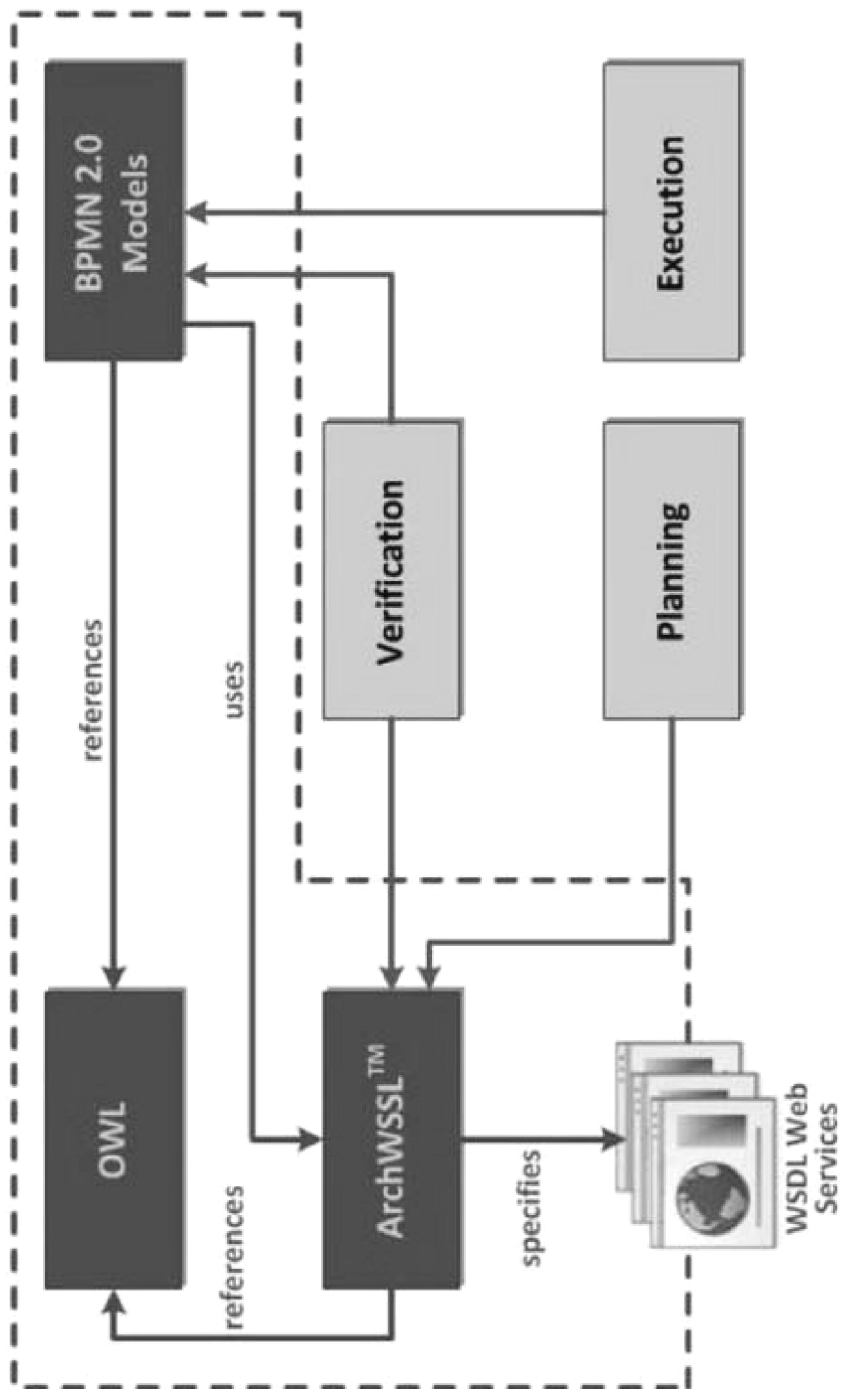 OWL
references
BPMN 2.0
Models
references
uses
ArchWSSL™
Verification
specifies
WSDL Web
Services
Planning
Execution